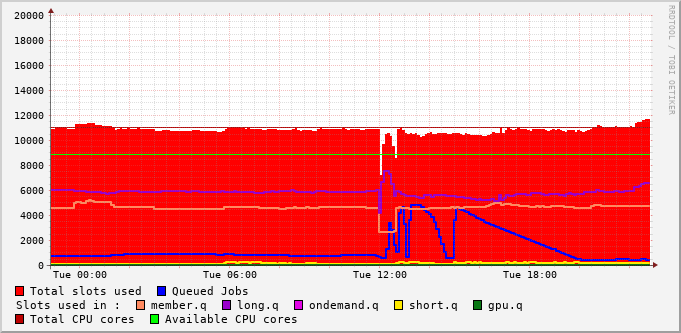 RRDTOOL / TOBI OETIKER
20000
18000
16000
14000
12000
10000
8000
6000
4000
2000
0
Tue 00:00 Tue 06:00 Tue 12:00 Tue 18:00
Total slots used Queued Jobs
Slots used in : member.q long.q ondemand.q short.q gpu.q
Total CPU cores Available CPU cores